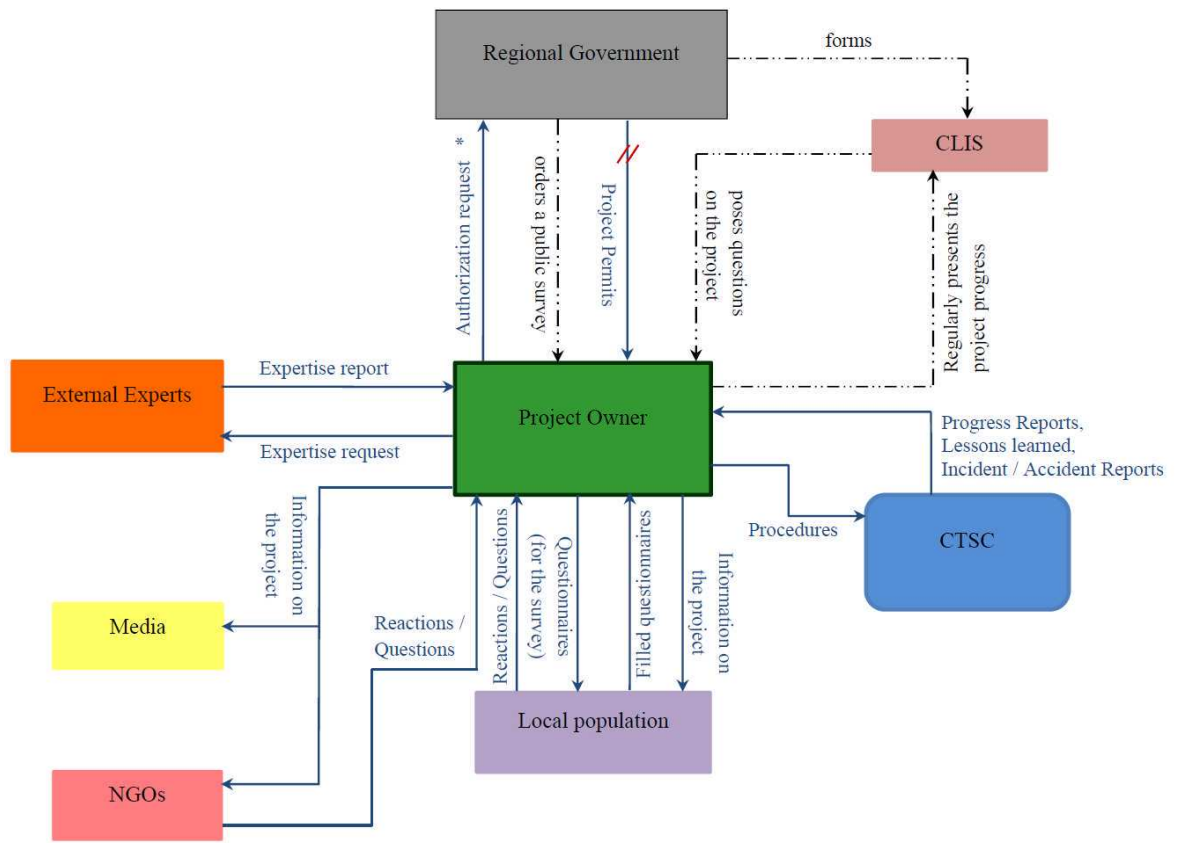 Regional Government
forms
CLIS
Authorization request *
orders a public survey
Project Permits
poses questions
on the project
Regularly presents the
project progress
External Experts
Expertise report
Expertise request
Project Owner
Progress Reports,
Lessons learned,
Incident / Accident Reports
Procedures
CTSC
Information on
the project
Media
Reactions /
Questions
Reactions / Questions
Questionnaires
(for the survey)
Filled questionnaires
Information on
the project
Local population
NGOs